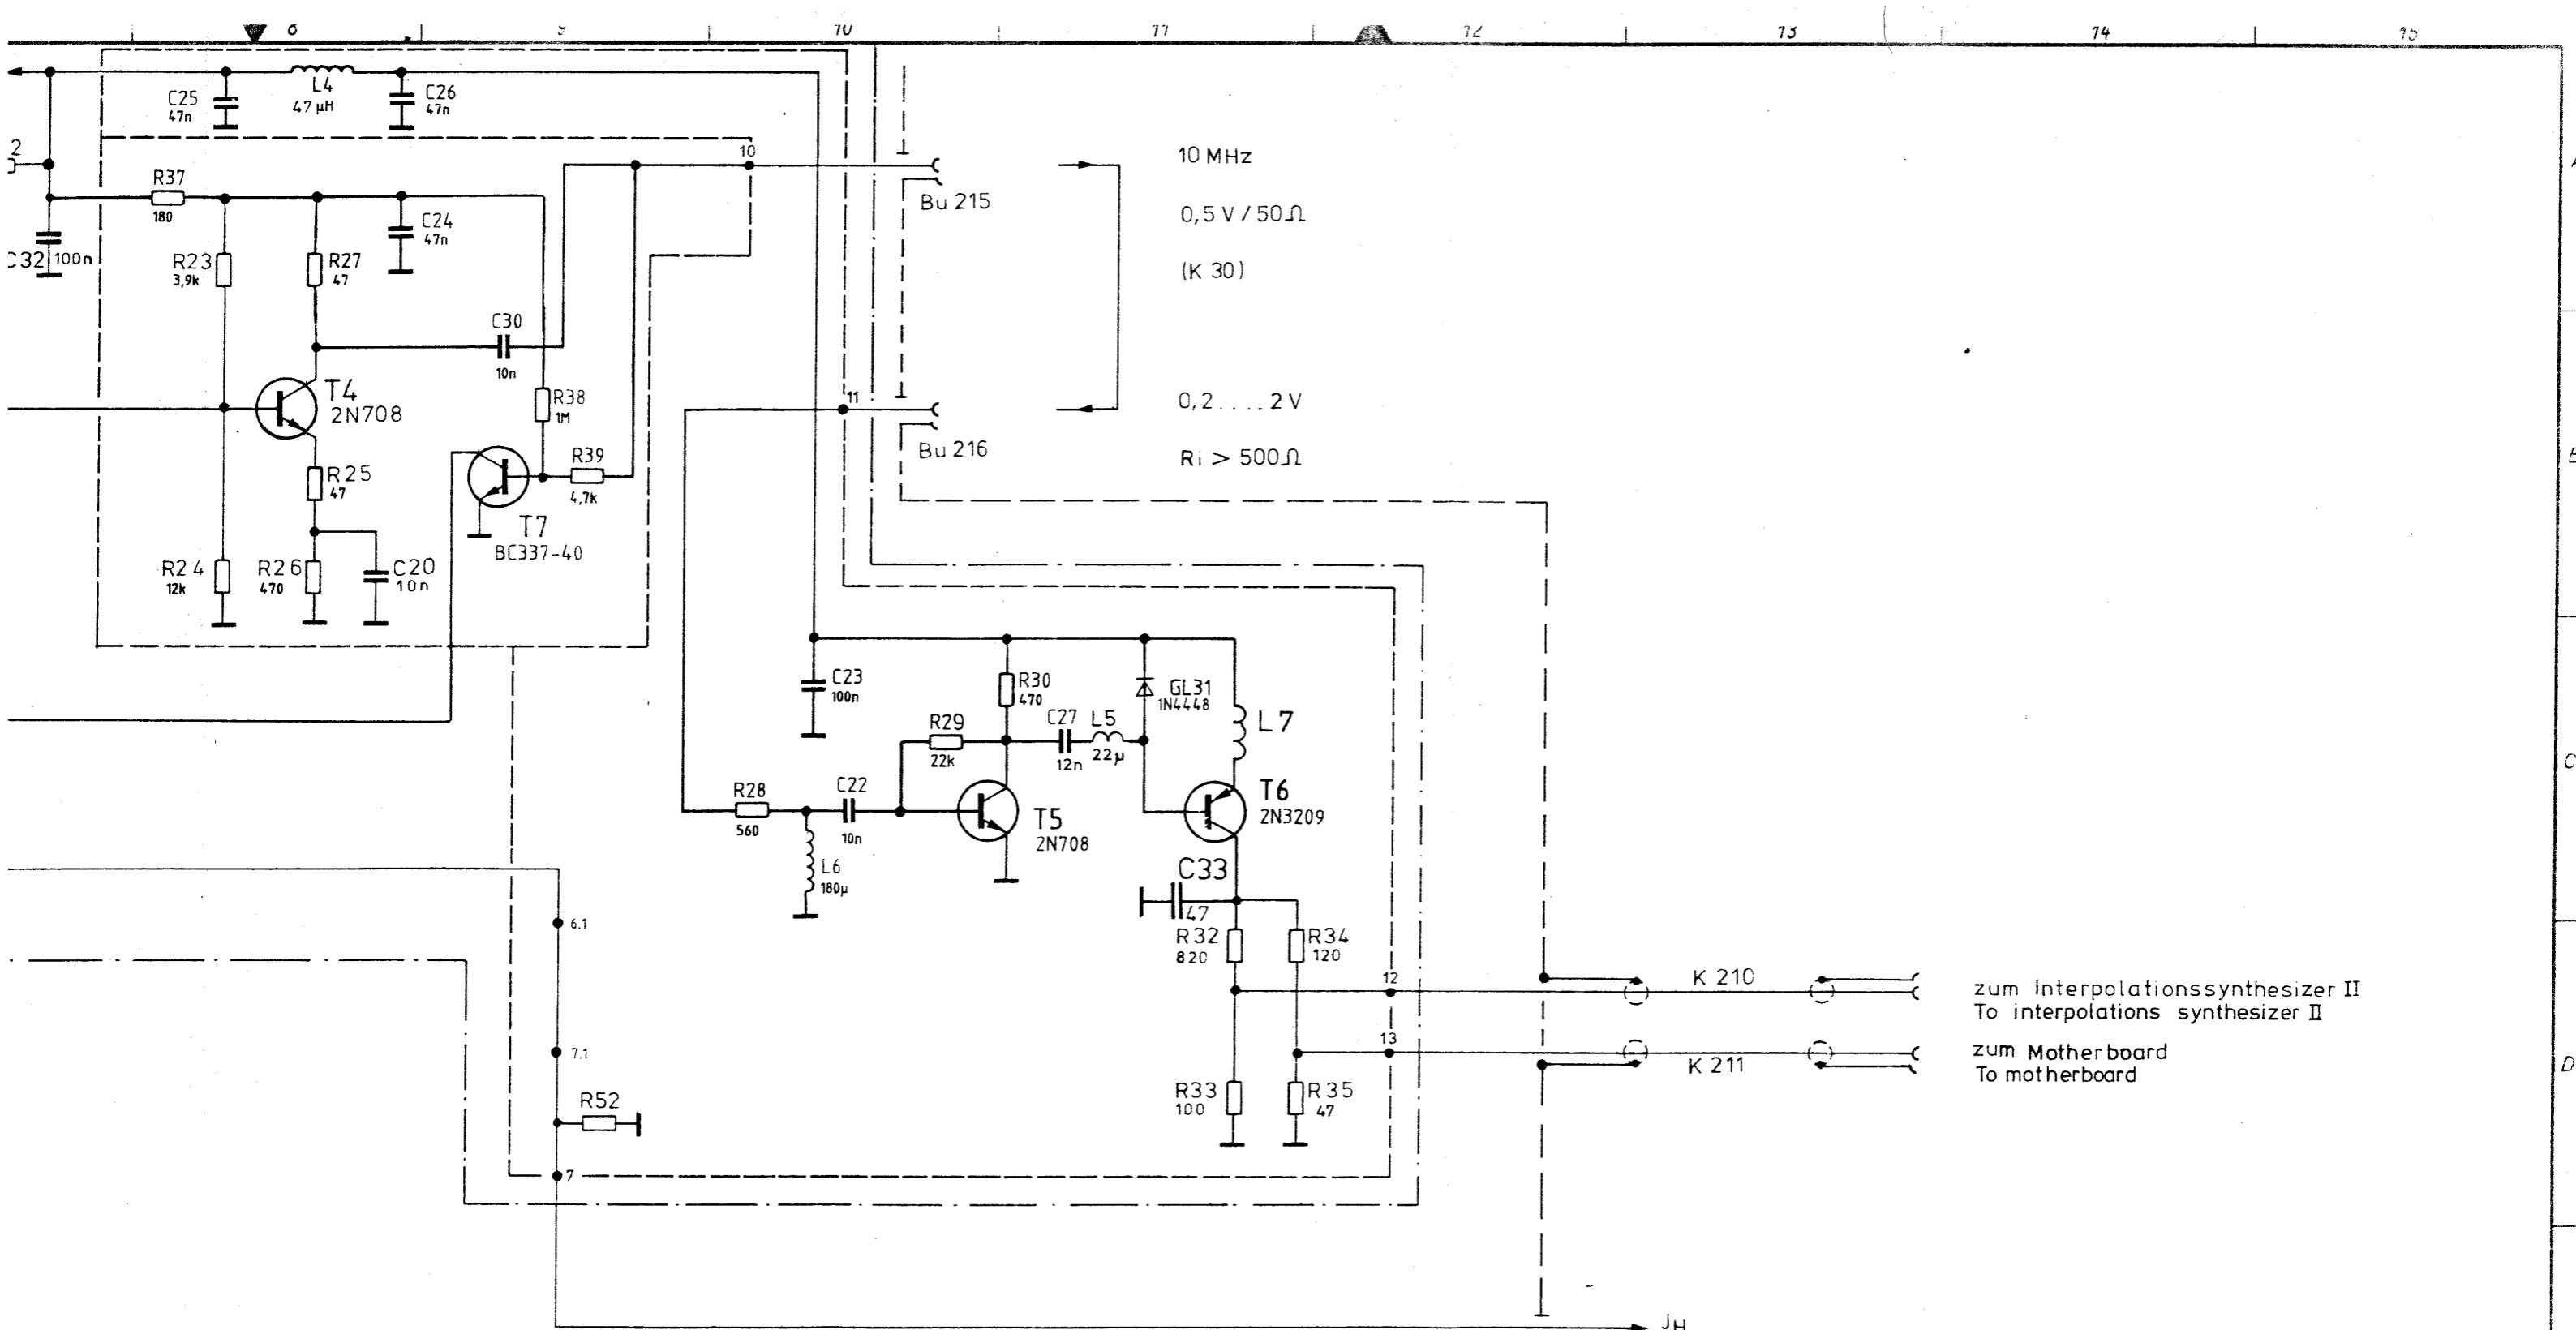 9
10
11
12
13
14
15
L4
47 µH
C25
47n
C26
47n
2
10
10 MHz
A
R37
180
Bu 215
0,5 V / 50 Ω
C24
47n
C32
100n
R23
3,9k
R27
47
(K 30)
C30
10n
T4
2N708
R38
1M
11
0,2 .... 2 V
Bu 216
Ri > 500 Ω
R39
4,7k
R25
47
T7
BC337-40
R24
12k
R26
470
C20
10n
C23
100n
R30
470
GL31
1N4448
L7
R29
22k
C27
12n
L5
22µ
C
R28
560
C22
10n
T5
2N708
T6
2N3209
L6
180µ
C33
47
6.1
R32
820
R34
120
12
K 210
zum Interpolationssynthesizer II
To interpolations synthesizer II
7.1
13
K 211
zum Motherboard
To motherboard
D
R52
R33
100
R35
47
7
JH